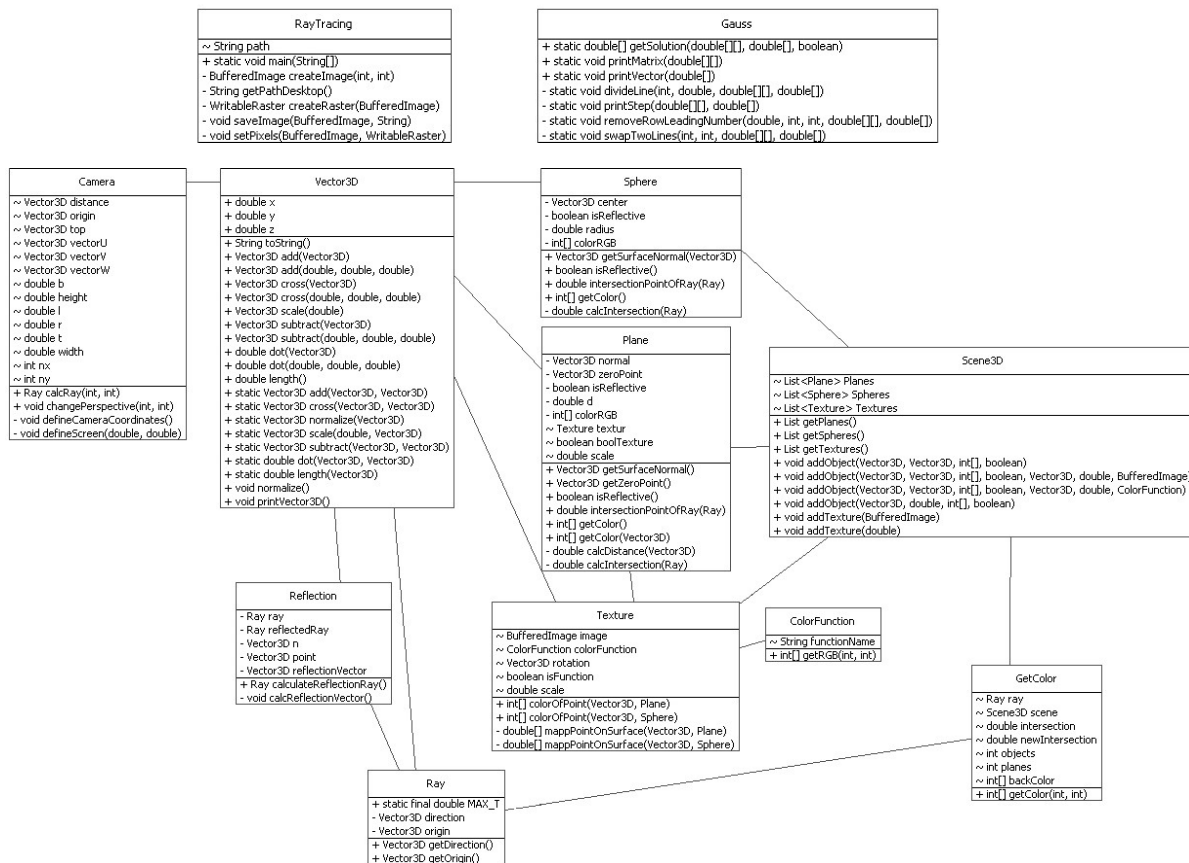 RayTracing
~ String path
+ static void main(String[])
- BufferedImage createImage(int, int)
- String getPathDesktop()
- WritableRaster createRaster(BufferedImage)
- void saveImage(BufferedImage, String)
- void setPixels(BufferedImage, WritableRaster)
Gauss
+ static double[] getSolution(double[][], double[], boolean)
+ static void printMatrix(double[][])
+ static void printVector(double[])
- static void divideLine(int, double, double[][], double[])
- static void printStep(double[][], double[])
- static void removeRowLeadingNumber(double, int, int, double[][], double[])
- static void swapTwoLines(int, int, double[][], double[])
Camera
~ Vector3D distance
~ Vector3D origin
~ Vector3D top
~ Vector3D vectorU
~ Vector3D vectorV
~ Vector3D vectorW
~ double b
~ double height
~ double l
~ double r
~ double t
~ double width
~ int nx
~ int ny
+ Ray calcRay(int, int)
+ void changePerspective(int, int)
- void defineCameraCoordinates()
- void defineScreen(double, double)
Vector3D
+ double x
+ double y
+ double z
+ String toString()
+ Vector3D add(Vector3D)
+ Vector3D add(double, double, double)
+ Vector3D cross(Vector3D)
+ Vector3D cross(double, double, double)
+ Vector3D scale(double)
+ Vector3D subtract(Vector3D)
+ Vector3D subtract(double, double, double)
+ double dot(Vector3D)
+ double dot(double, double, double)
+ double length()
+ static Vector3D add(Vector3D, Vector3D)
+ static Vector3D cross(Vector3D, Vector3D)
+ static Vector3D normalize(Vector3D)
+ static Vector3D scale(double, Vector3D)
+ static Vector3D subtract(Vector3D, Vector3D)
+ static double dot(Vector3D, Vector3D)
+ static double length(Vector3D)
+ void normalize()
+ void printVector3D()
Sphere
- Vector3D center
- boolean isReflective
- double radius
- int[] colorRGB
+ Vector3D getSurfaceNormal(Vector3D)
+ boolean isReflective()
+ double intersectionPointOfRay(Ray)
+ int[] getColor()
- double calcIntersection(Ray)
Plane
- Vector3D normal
- Vector3D zeroPoint
- boolean isReflective
- double d
- int[] colorRGB
~ Texture textur
~ boolean boolTexture
~ double scale
+ Vector3D getSurfaceNormal()
+ Vector3D getZeroPoint()
+ boolean isReflective()
+ double intersectionPointOfRay(Ray)
+ int[] getColor()
+ int[] getColor(Vector3D)
- double calcDistance(Vector3D)
- double calcIntersection(Ray)
Scene3D
~ List<Plane> Planes
~ List<Sphere> Spheres
~ List<Texture> Textures
+ List getPlanes()
+ List getSpheres()
+ List getTextures()
+ void addObject(Vector3D, Vector3D, int[], boolean)
+ void addObject(Vector3D, Vector3D, int[], boolean, Vector3D, double, BufferedImage)
+ void addObject(Vector3D, Vector3D, int[], boolean, Vector3D, double, ColorFunction)
+ void addObject(Vector3D, double, int[], boolean)
+ void addTexture(BufferedImage)
+ void addTexture(double)
Reflection
- Ray ray
- Ray reflectedRay
- Vector3D n
- Vector3D point
- Vector3D reflectionVector
+ Ray calculateReflectionRay()
- void calcReflectionVector()
Texture
~ BufferedImage image
~ ColorFunction colorFunction
~ Vector3D rotation
~ boolean isFunction
~ double scale
+ int[] colorOfPoint(Vector3D, Plane)
+ int[] colorOfPoint(Vector3D, Sphere)
- double[] mappPointOnSurface(Vector3D, Plane)
- double[] mappPointOnSurface(Vector3D, Sphere)
ColorFunction
~ String functionName
+ int[] getRGB(int, int)
GetColor
~ Ray ray
~ Scene3D scene
~ double intersection
~ double newIntersection
~ int objects
~ int planes
~ int[] backColor
+ int[] getColor(int, int)
Ray
+ static final double MAX_T
- Vector3D direction
- Vector3D origin
+ Vector3D getDirection()
+ Vector3D getOrigin()